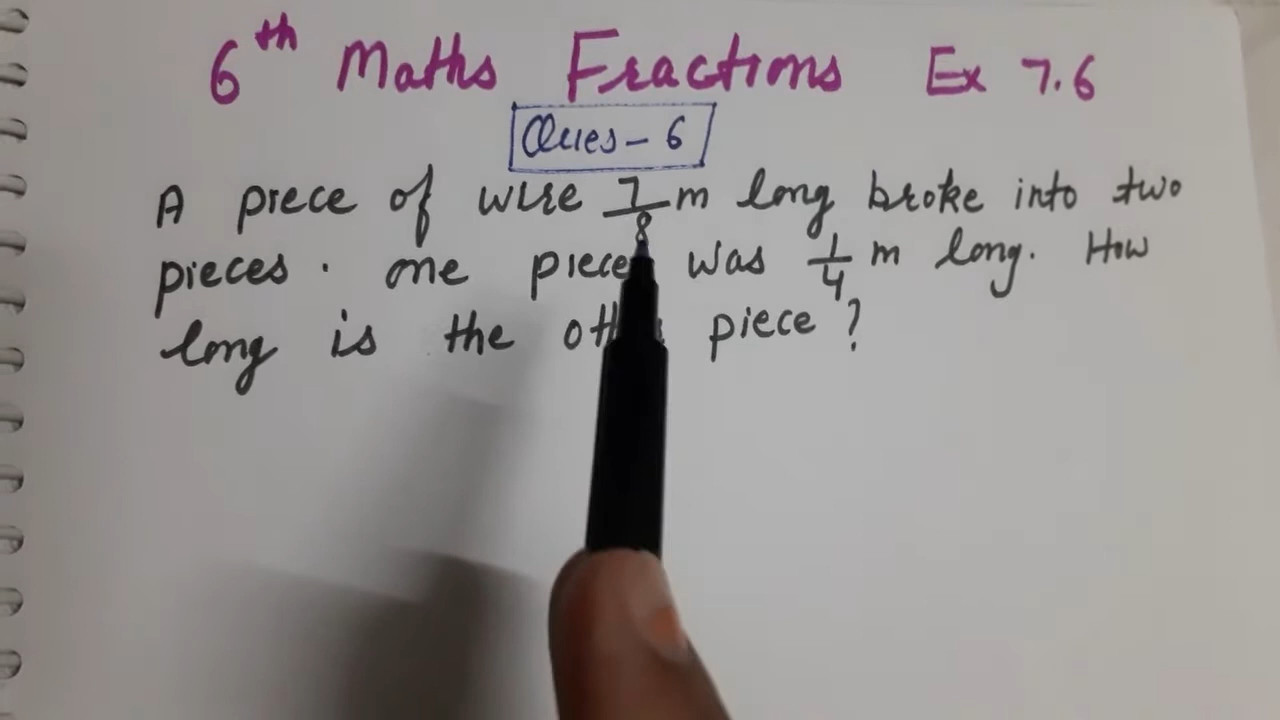 6th Maths Fractions Ex 7.6
Ques - 6
A piece of wire 7/8 m long broke into two
pieces. one piece was 1/4 m long. How
long is the piece?